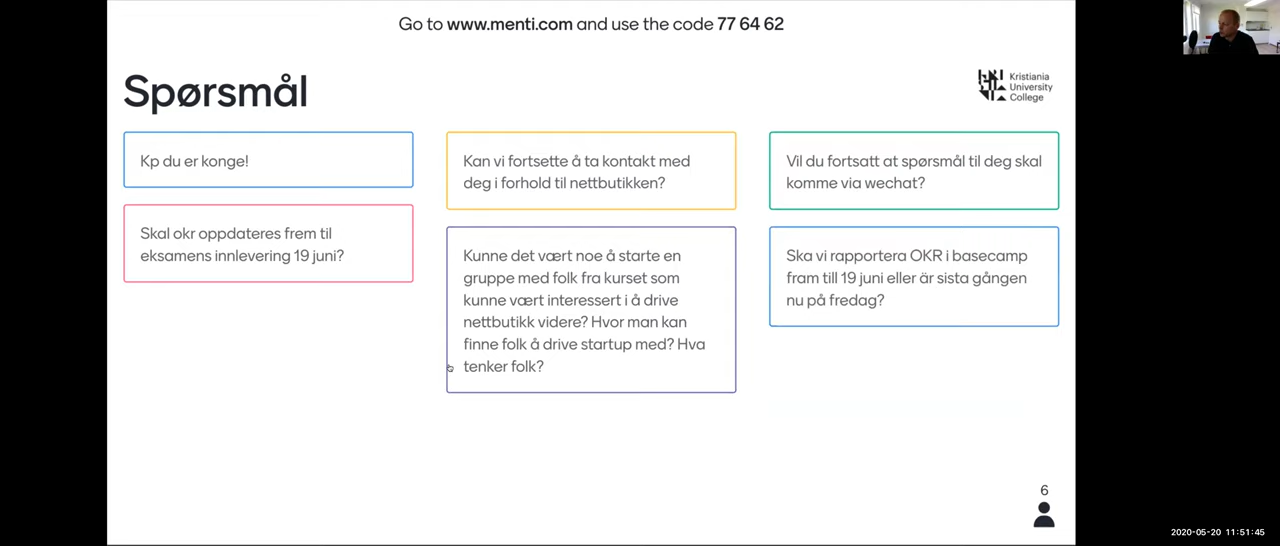 Go to www.menti.com and use the code 77 64 62
Spørsmål
Kristiania
University
College
Kp du er konge!
Skal okr oppdateres frem til
eksamens innlevering 19 juni?
Kan vi fortsette å ta kontakt med
deg i forhold til nettbutikken?
Kunne det vært noe å starte en
gruppe med folk fra kurset som
kunne vært interessert i å drive
nettbutikk videre? Hvor man kan
finne folk å drive startup med? Hva
tenker folk?
Vil du fortsatt at spørsmål til deg skal
komme via wechat?
Ska vi rapportera OKR i basecamp
fram till 19 juni eller är sista gången
nu på fredag?
6
2020-05-20 11:51:45